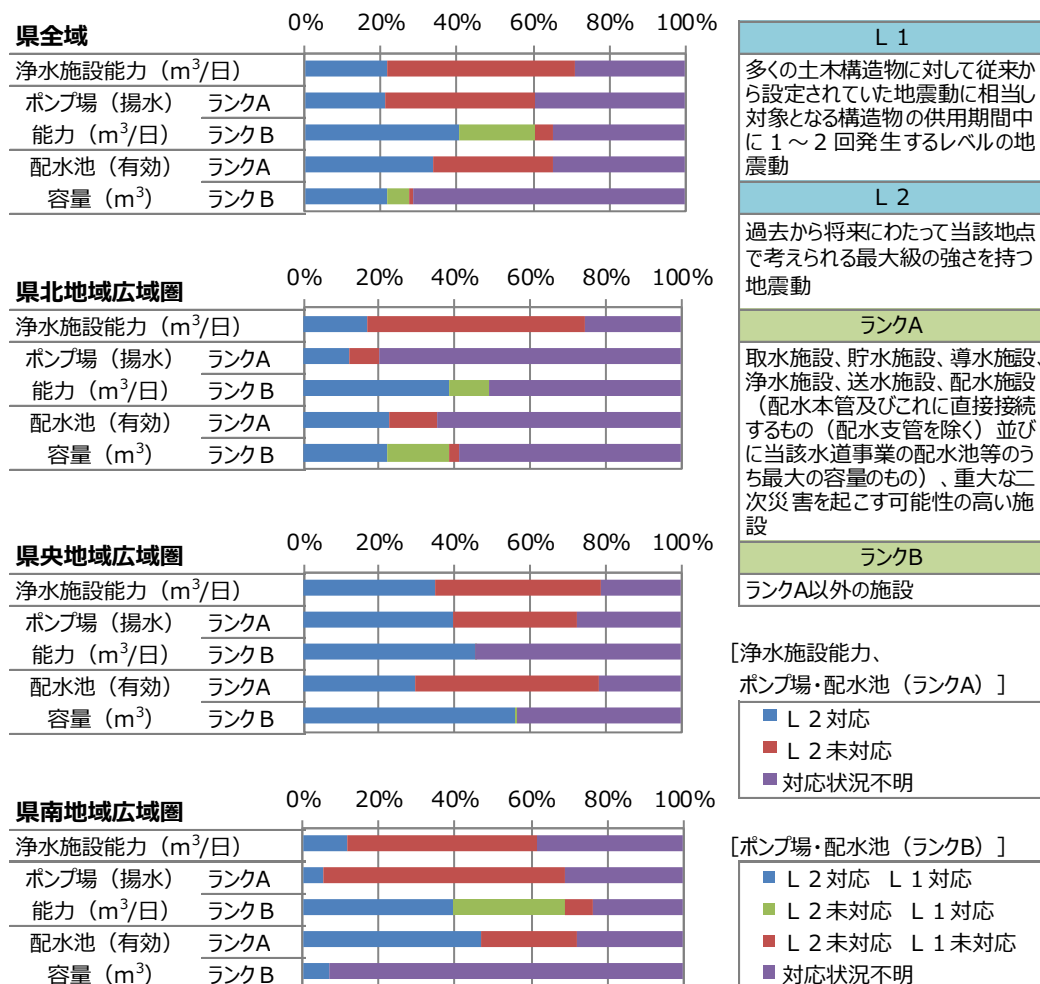 県全域
0% 20% 40% 60% 80% 100%
浄水施設能力（m³/日）
ポンプ場（揚水） ランクA
能力（m³/日） ランクB
配水池（有効） ランクA
容量（m³） ランクB
県北地域広域圏
0% 20% 40% 60% 80% 100%
浄水施設能力（m³/日）
ポンプ場（揚水） ランクA
能力（m³/日） ランクB
配水池（有効） ランクA
容量（m³） ランクB
県央地域広域圏
0% 20% 40% 60% 80% 100%
浄水施設能力（m³/日）
ポンプ場（揚水） ランクA
能力（m³/日） ランクB
配水池（有効） ランクA
容量（m³） ランクB
県南地域広域圏
0% 20% 40% 60% 80% 100%
浄水施設能力（m³/日）
ポンプ場（揚水） ランクA
能力（m³/日） ランクB
配水池（有効） ランクA
容量（m³） ランクB
Ｌ１
多くの土木構造物に対して従来か
ら設定されていた地震動に相当し
対象となる構造物の供用期間中
に１～２回発生するレベルの地
震動
Ｌ２
過去から将来にわたって当該地点
で考えられる最大級の強さを持つ
地震動
ランクA
取水施設、貯水施設、導水施設、
浄水施設、送水施設、配水施設
（配水本管及びこれに直接接続
するもの（配水支管を除く）並び
に当該水道事業の配水池等のう
ち最大の容量のもの）、重大な二
次災害を起こす可能性の高い施
設
ランクB
ランクA以外の施設
［浄水施設能力、
ポンプ場・配水池（ランクA）］
Ｌ２対応
Ｌ２未対応
対応状況不明
［ポンプ場・配水池（ランクB）］
Ｌ２対応 Ｌ１対応
Ｌ２未対応 Ｌ１対応
Ｌ２未対応 Ｌ１未対応
対応状況不明